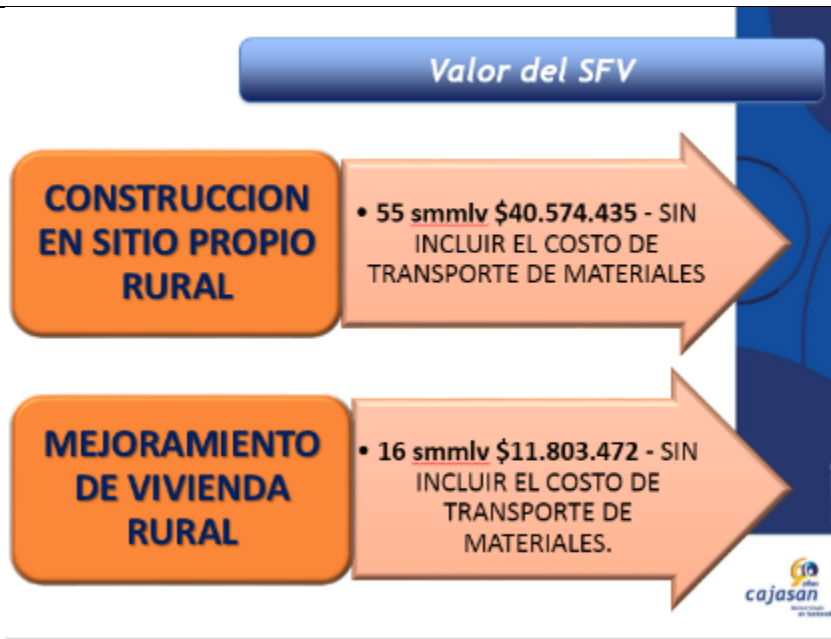 Valor del SFV
CONSTRUCCION
EN SITIO PROPIO
RURAL
• 55 smmlv $40.574.435 - SIN
INCLUIR EL COSTO DE
TRANSPORTE DE MATERIALES
MEJORAMIENTO
DE VIVIENDA
RURAL
• 16 smmlv $11.803.472 - SIN
INCLUIR EL COSTO DE
TRANSPORTE DE
MATERIALES.
años
cajasan